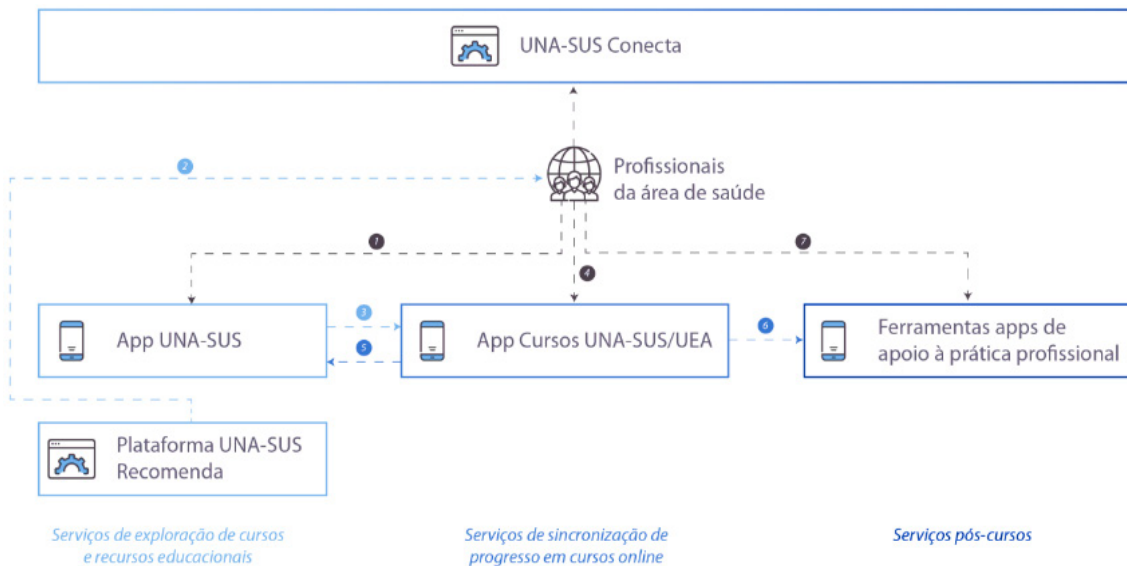 UNA-SUS Conecta
2
Profissionais
da área de saúde
1
7
4
App UNA-SUS
3
5
App Cursos UNA-SUS/UEA
6
Ferramentas apps de
apoio à prática profissional
Plataforma UNA-SUS
Recomenda
Serviços de exploração de cursos
e recursos educacionais
Serviços de sincronização de
progresso em cursos online
Serviços pós-cursos